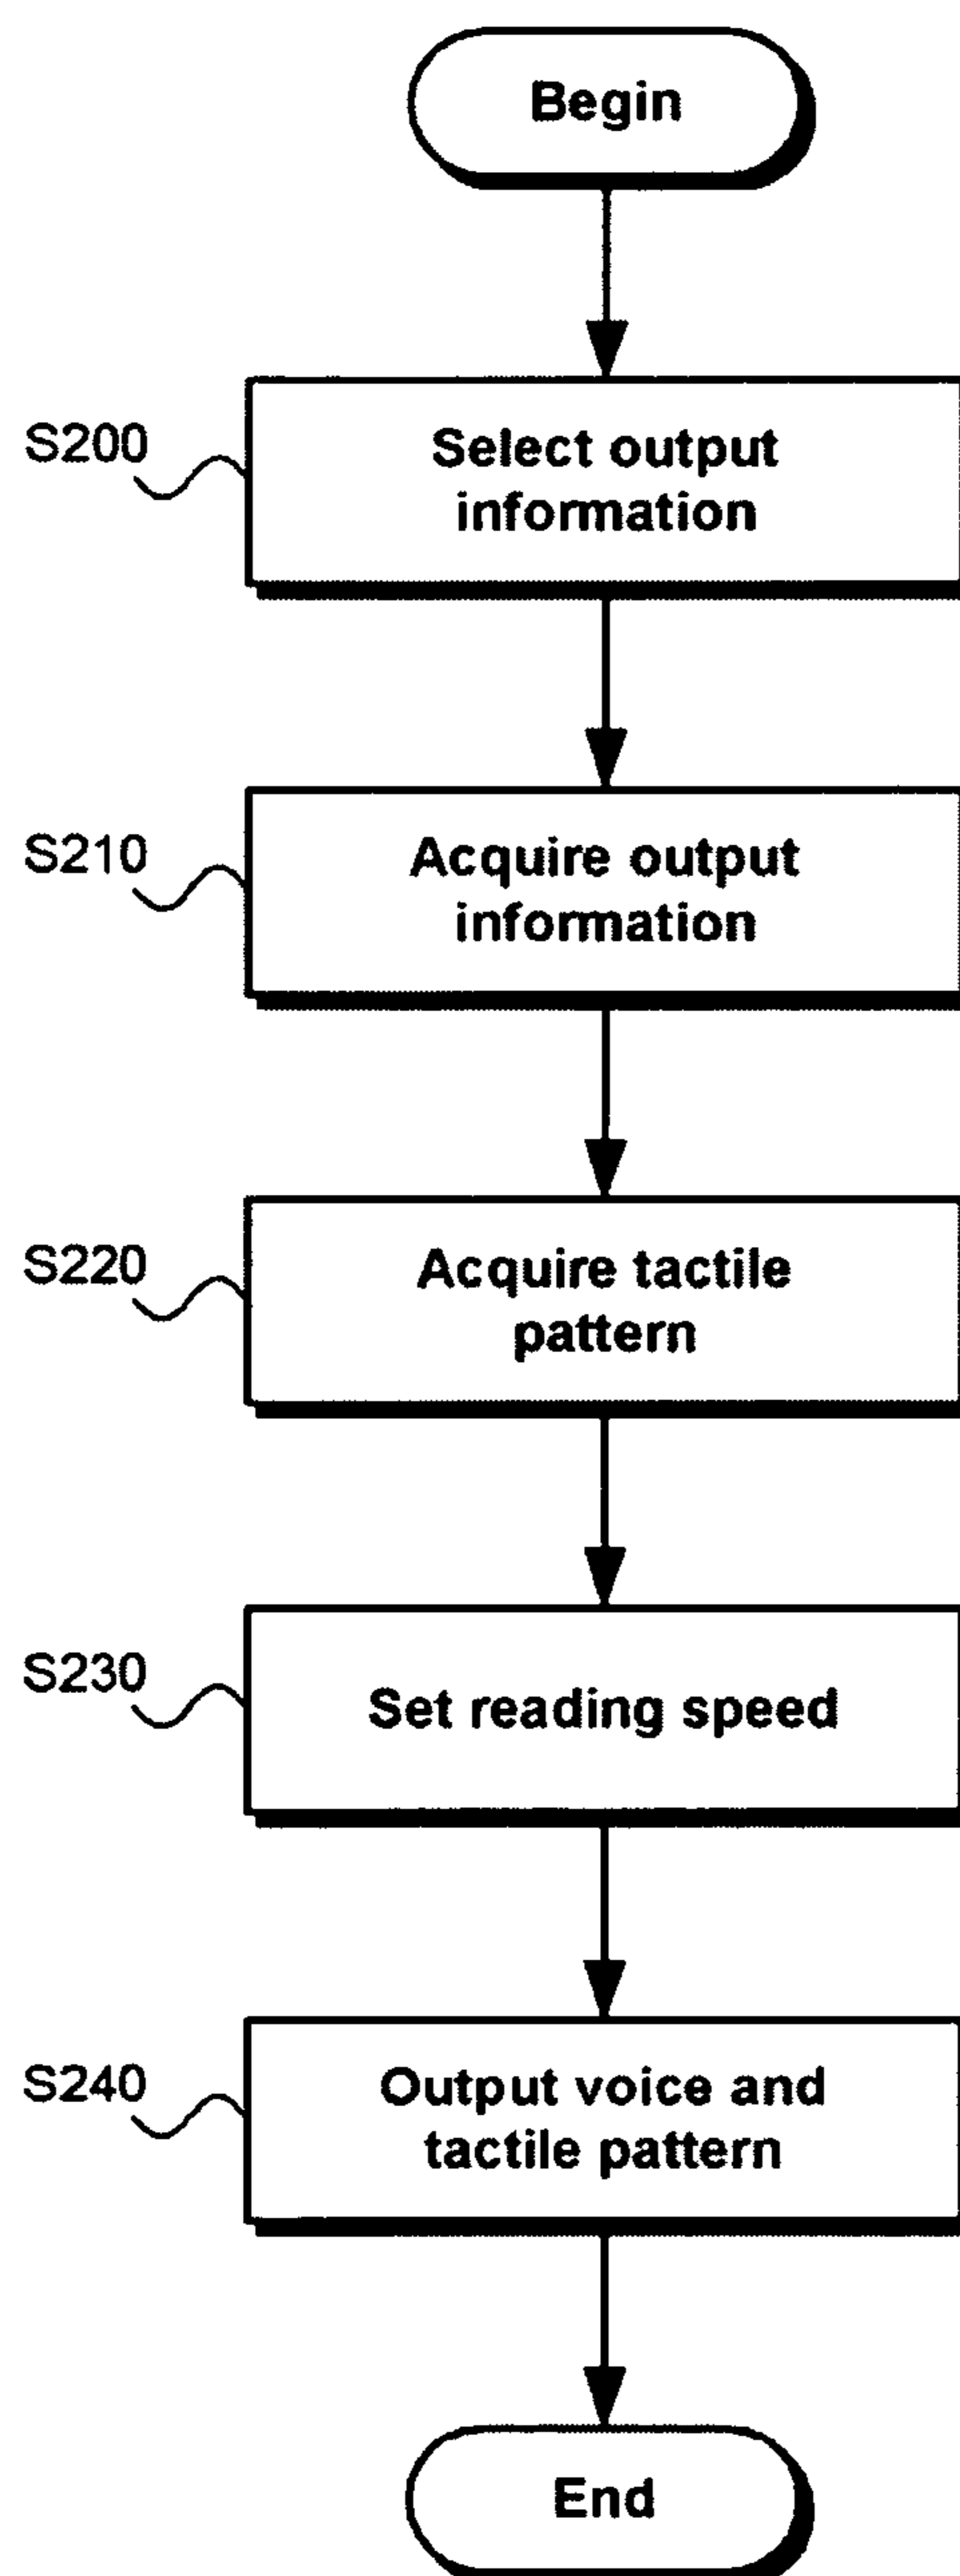 Begin
S200
Select output
information
S210
Acquire output
information
S220
Acquire tactile
pattern
S230
Set reading speed
S240
Output voice and
tactile pattern
End